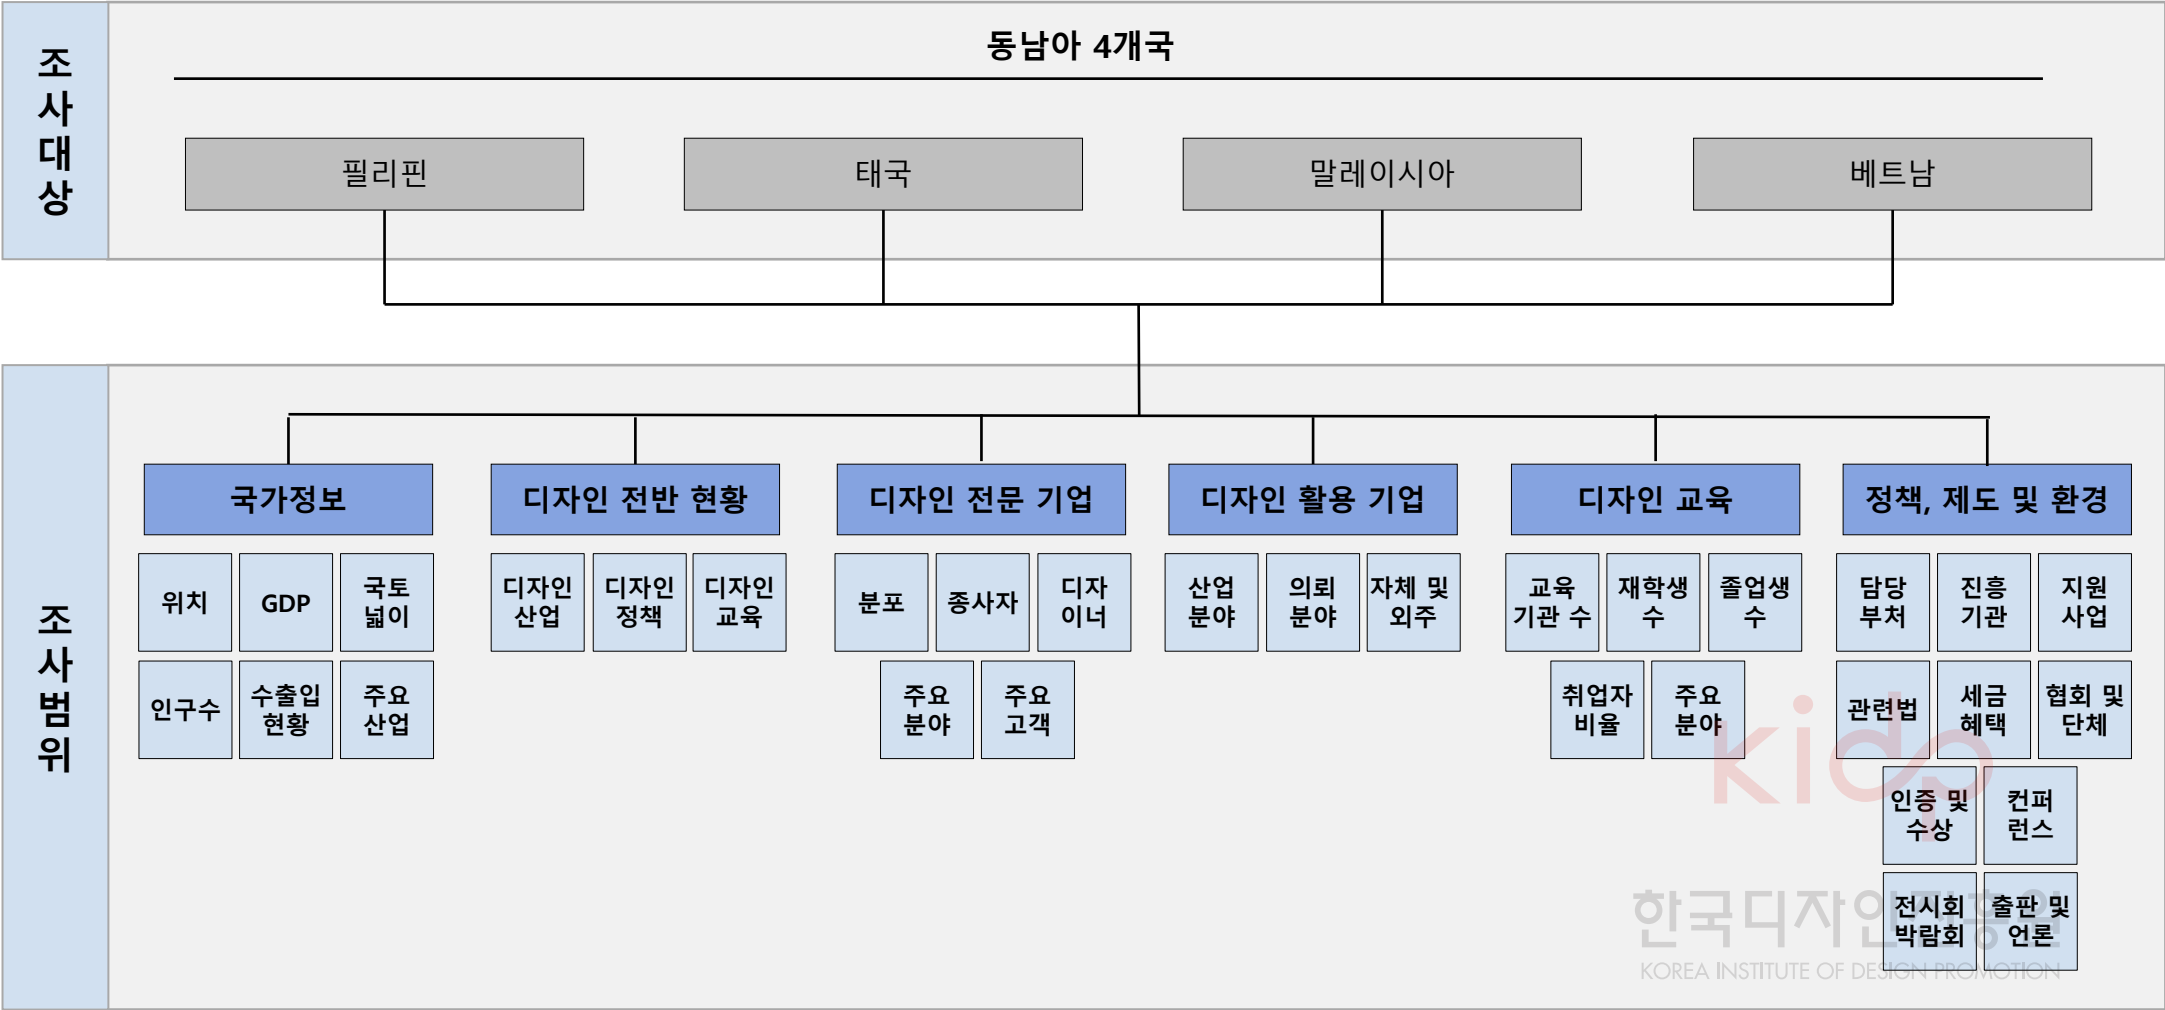 조
사
대
상
동남아 4개국
필리핀
태국
말레이시아
베트남
조
사
범
위
국가정보
디자인 전반 현황
디자인 전문 기업
디자인 활용 기업
디자인 교육
정책, 제도 및 환경
위치
GDP
국토
넓이
인구수
수출입
현황
주요
산업
디자인
산업
디자인
정책
디자인
교육
분포
종사자
디자
이너
주요
분야
주요
고객
산업
분야
의뢰
분야
자체 및
외주
교육
기관 수
재학생
수
졸업생
수
취업자
비율
주요
분야
담당
부처
진흥
기관
지원
사업
관련법
세금
혜택
협회 및
단체
인증 및
수상
컨퍼
런스
전시회
박람회
출판 및
언론
kidp
한국디자인진흥원
KOREA INSTITUTE OF DESIGN PROMOTION